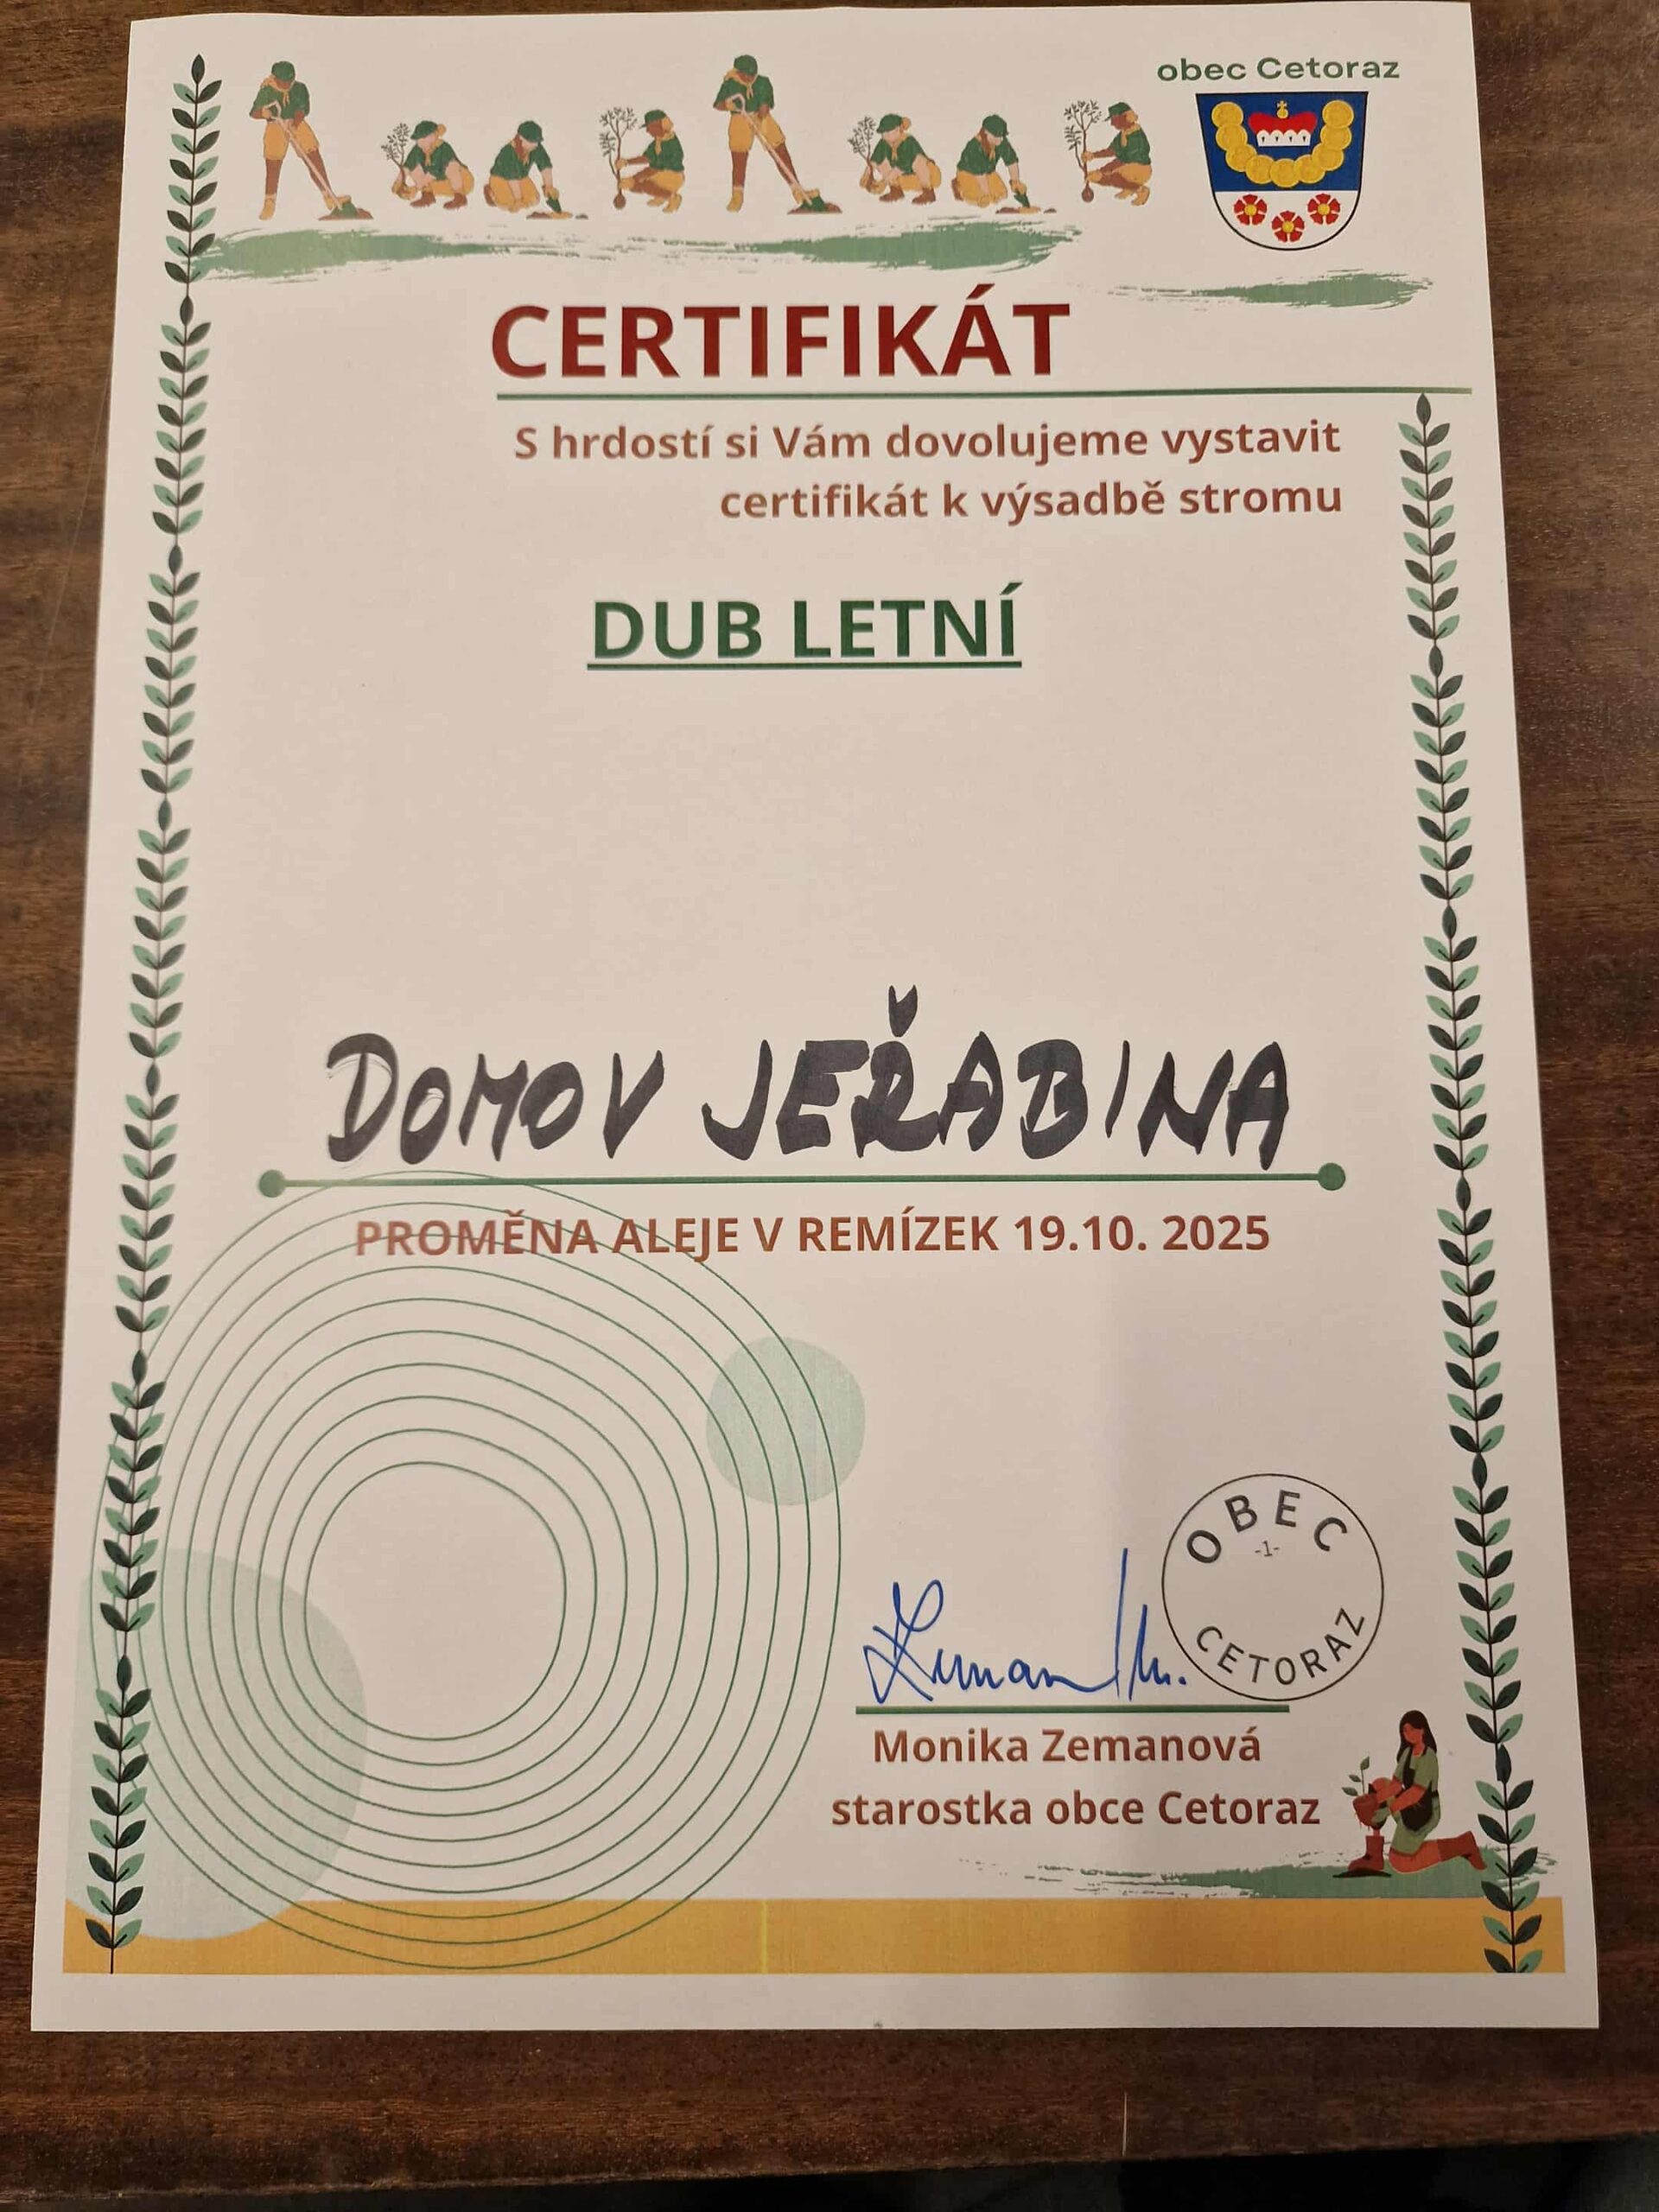 obec Cetoraz
CERTIFIKÁT
S hrdostí si Vám dovolujeme vystavit
certifikát k výsadbě stromu
DUB LETNÍ
DOMOV JEŘABINA
PROMĚNA ALEJE V REMÍZEK 19.10. 2025
OBEC
-1-
CETORAZ
Monika Zemanová
starostka obce Cetoraz